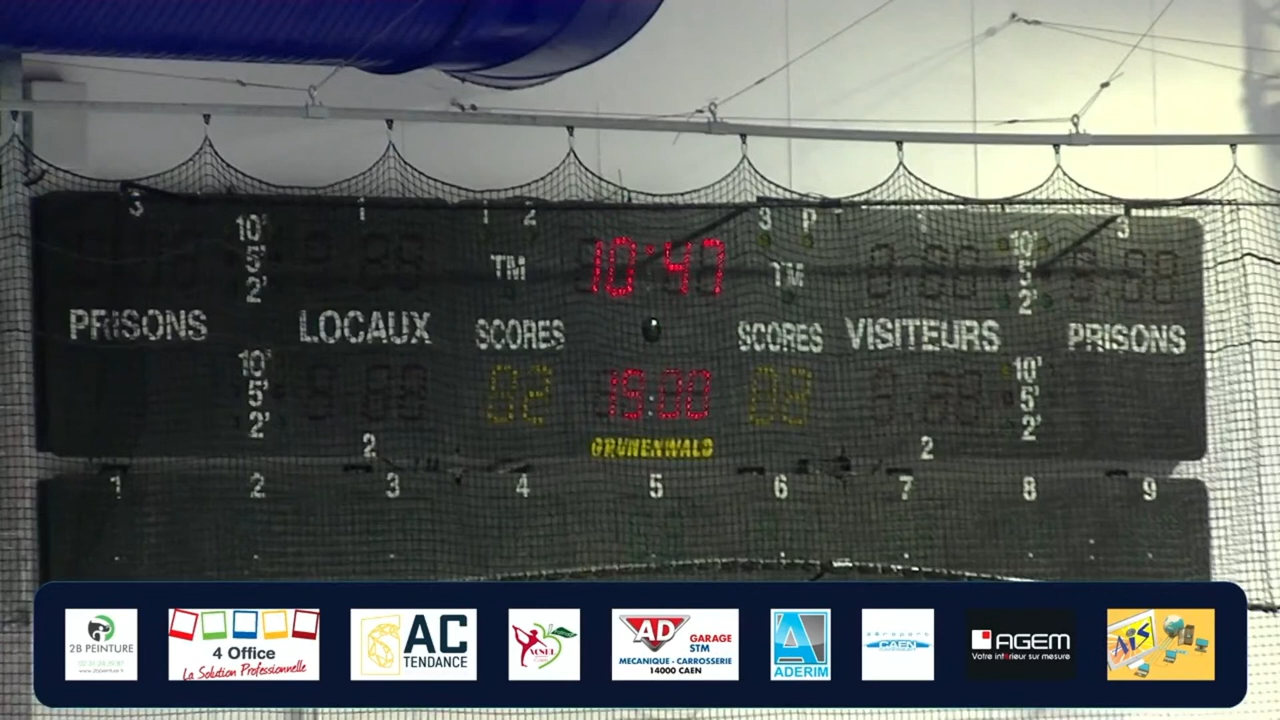 3 1 1 2 3 P 1 3
10' 10:47 10'
5' TM TM 5'
2' 2'
PRISONS LOCAUX SCORES SCORES VISITEURS PRISONS
10' 10'
5' 15:00 5'
2' 2'
GRUNENWALD
2 2
1 2 3 4 5 6 7 8 9
2B PEINTURE
4 Office
La Solution Professionnelle
AC
TENDANCE
AD
GARAGE
STM
MECANIQUE - CARROSSERIE
14000 CAEN
ADERIM
CAEN
AGEM
Votre intérieur sur mesure
AiS